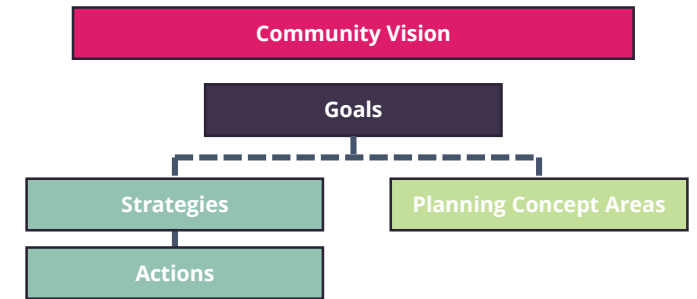 Community Vision
Goals
Strategies
Planning Concept Areas
Actions